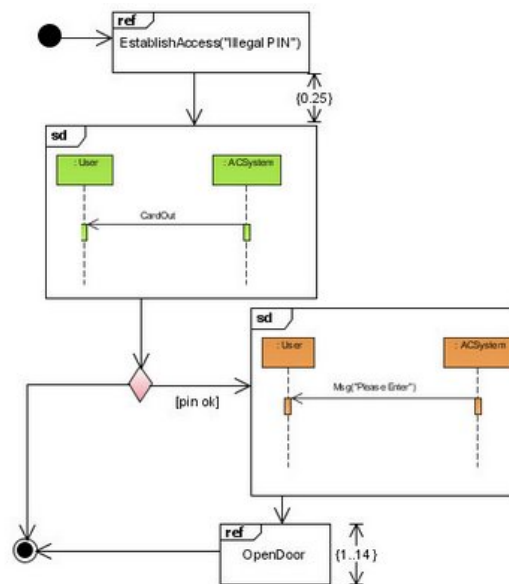 ref
EstablishAccess("Illegal PIN")
{0.25}
sd
: User
: ACSystem
CardOut
sd
: User
: ACSystem
Msg("Please Enter")
[pin ok]
ref
OpenDoor
{1..14}